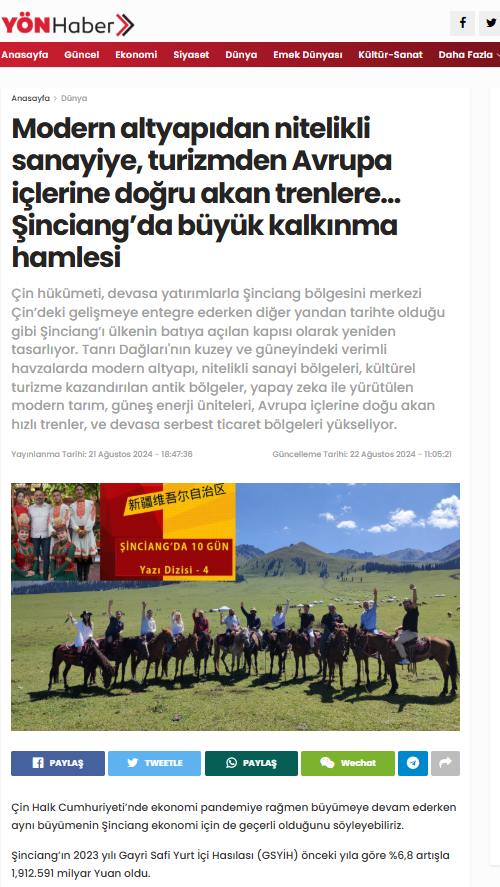 YÖNHaber
Anasayfa Güncel Ekonomi Siyaset Dünya Emek Dünyası Kültür-Sanat Daha Fazla
Anasayfa > Dünya
Modern altyapıdan nitelikli
sanayiye, turizmden Avrupa
içlerine doğru akan trenlere…
Şinciang’da büyük kalkınma
hamlesi
Çin hükümeti, devasa yatırımlarla Şinciang bölgesini merkezi
Çin’deki gelişmeye entegre ederken diğer yandan tarihte olduğu
gibi Şinciang’ı ülkenin batıya açılan kapısı olarak yeniden
tasarlıyor. Tanrı Dağları'nın kuzey ve güneyindeki verimli
havzalarda modern altyapı, nitelikli sanayi bölgeleri, kültürel
turizme kazandırılan antik bölgeler, yapay zeka ile yürütülen
modern tarım, güneş enerji üniteleri, Avrupa içlerine doğu akan
hızlı trenler, ve devasa serbest ticaret bölgeleri yükseliyor.
Yayınlanma Tarihi: 21 Ağustos 2024 - 18:47:36 Güncelleme Tarihi: 22 Ağustos 2024 - 11:05:21
新疆维吾尔自治区
ŞİNCİANG'DA 10 GÜN
Yazı Dizisi - 4
PAYLAŞ TWEETLE PAYLAŞ Wechat
Çin Halk Cumhuriyeti’nde ekonomi pandemiye rağmen büyümeye devam ederken
aynı büyümenin Şinciang ekonomi için de geçerli olduğunu söyleyebiliriz.
Şinciang’ın 2023 yılı Gayri Safi Yurt İçi Hasılası (GSYİH) önceki yıla göre %6,8 artışla
1,912.591 milyar Yuan oldu.